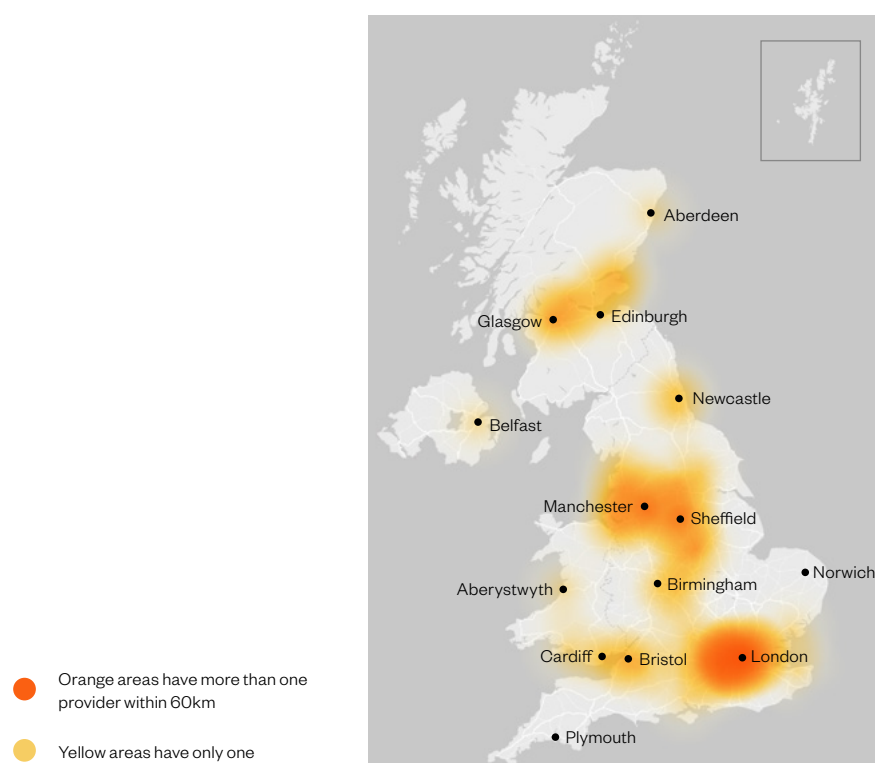 Aberdeen
Glasgow
Edinburgh
Newcastle
Belfast
Manchester
Sheffield
Norwich
Birmingham
Aberystwyth
Cardiff
Bristol
London
Orange areas have more than one
provider within 60km
Plymouth
Yellow areas have only one